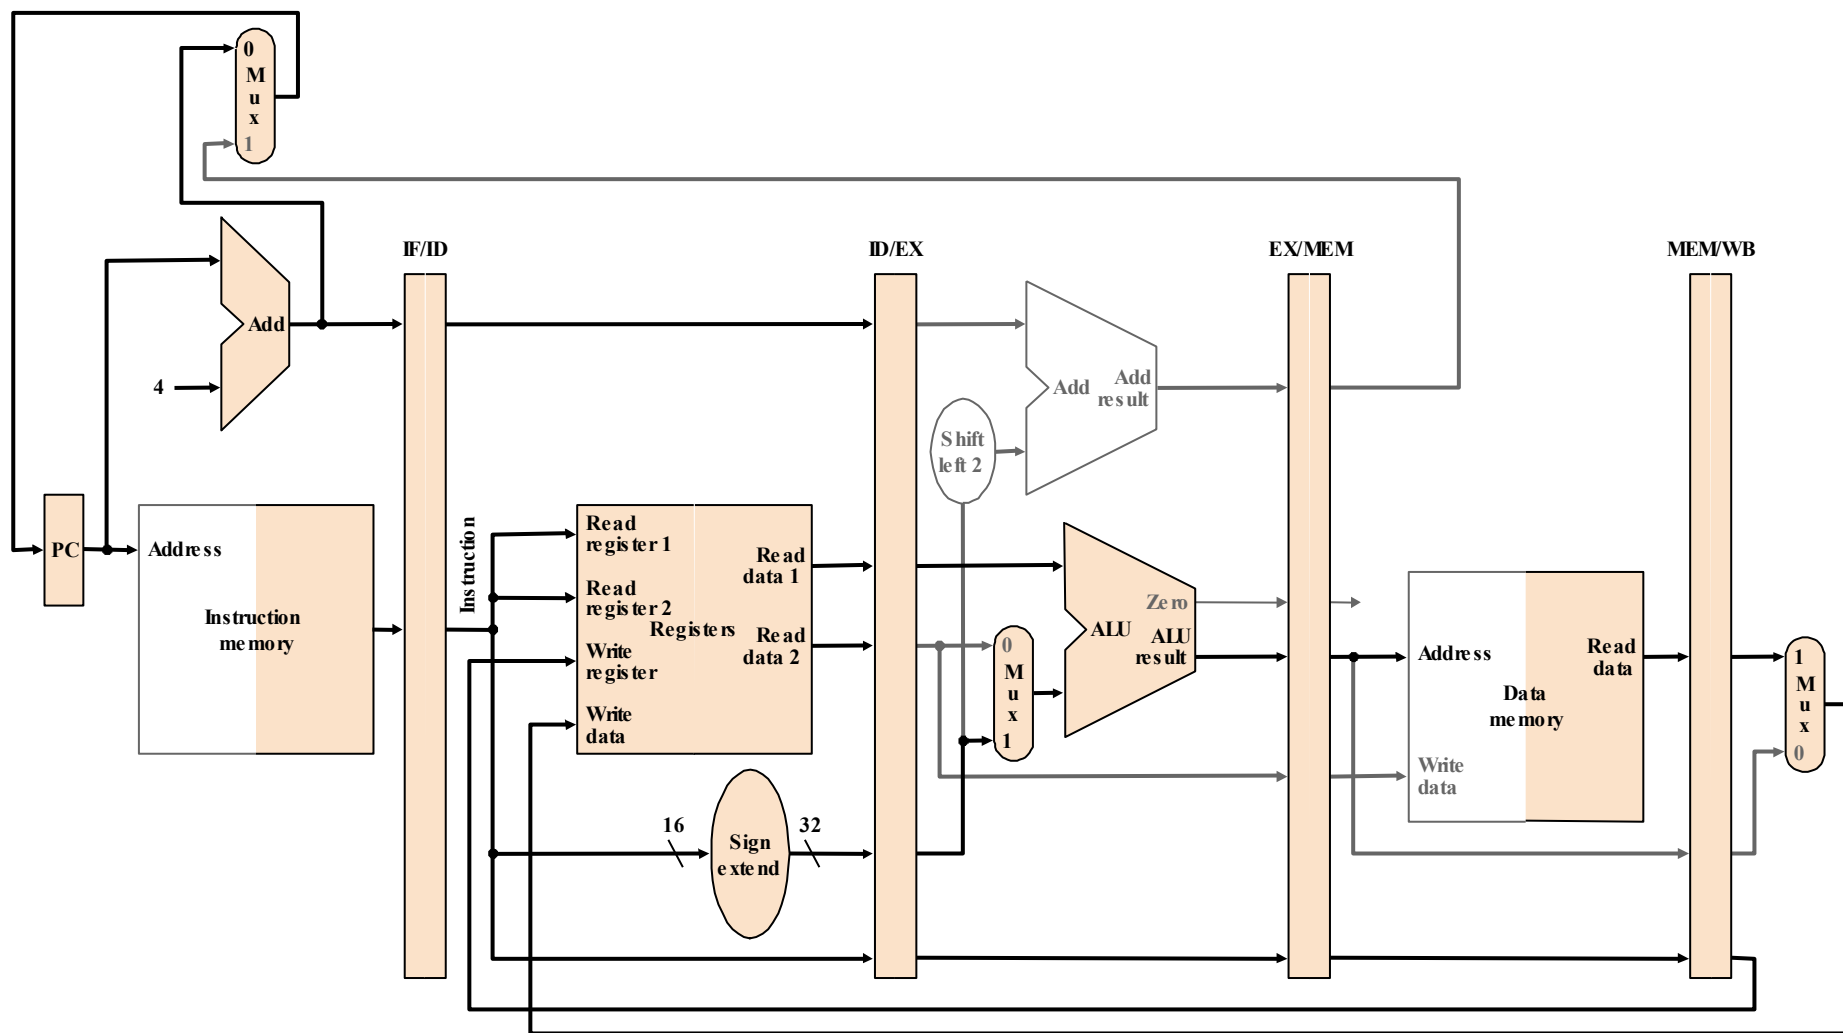 0
M
u
x
1
IF/ID
ID/EX
EX/MEM
MEM/WB
Add
4
Add
Add
result
Shift
left 2
PC
Address
Instruction
memory
Instruction
Read
register 1
Read
register 2
Write
register
Write
data
Registers
Read
data 1
Read
data 2
0
M
u
x
1
Zero
ALU
ALU
result
Address
Read
data
Data
memory
Write
data
1
M
u
x
0
16
Sign
extend
32